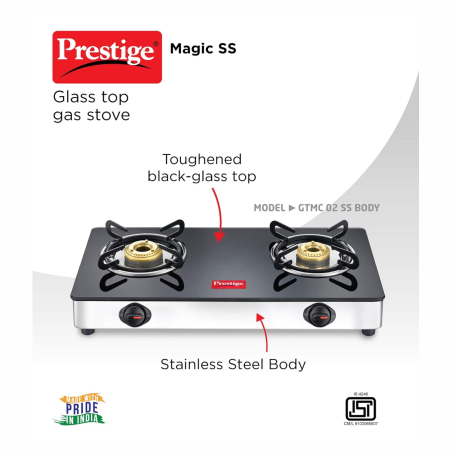 Prestige®
Magic SS
Glass top
gas stove
Toughened
black-glass top
MODEL ▶ GTMC 02 SS BODY
Prestige
Stainless Steel Body
MADE WITH
PRIDE
IN INDIA
IS:4246
ISI